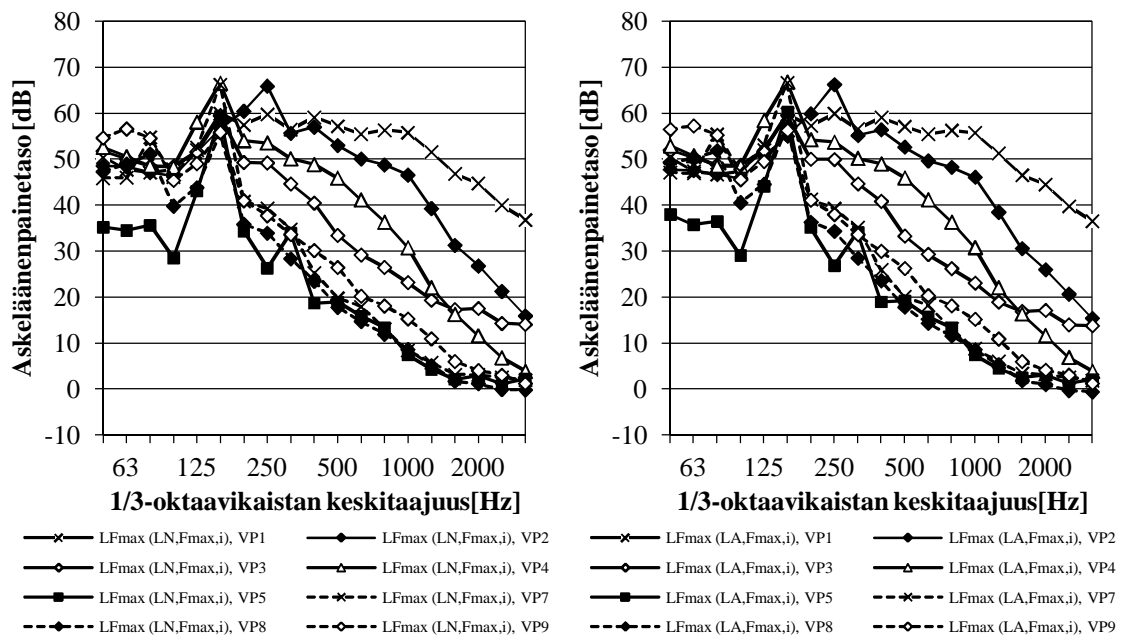 80
70
60
50
40
30
20
10
0
-10
Askeläänenpainetaso [dB]
63 125 250 500 1000 2000
1/3-oktaavikaistan keskitaajuus[Hz]
LFmax (LN,Fmax,i), VP1 LFmax (LN,Fmax,i), VP2
LFmax (LN,Fmax,i), VP3 LFmax (LN,Fmax,i), VP4
LFmax (LN,Fmax,i), VP5 LFmax (LN,Fmax,i), VP7
LFmax (LN,Fmax,i), VP8 LFmax (LN,Fmax,i), VP9
80
70
60
50
40
30
20
10
0
-10
Askeläänenpainetaso [dB]
63 125 250 500 1000 2000
1/3-oktaavikaistan keskitaajuus[Hz]
LFmax (LA,Fmax,i), VP1 LFmax (LA,Fmax,i), VP2
LFmax (LA,Fmax,i), VP3 LFmax (LA,Fmax,i), VP4
LFmax (LA,Fmax,i), VP5 LFmax (LA,Fmax,i), VP7
LFmax (LA,Fmax,i), VP8 LFmax (LA,Fmax,i), VP9